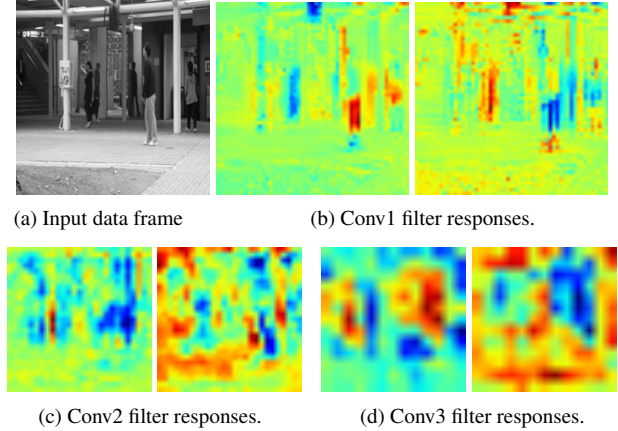 (a) Input data frame
(b) Conv1 filter responses.
(c) Conv2 filter responses.
(d) Conv3 filter responses.